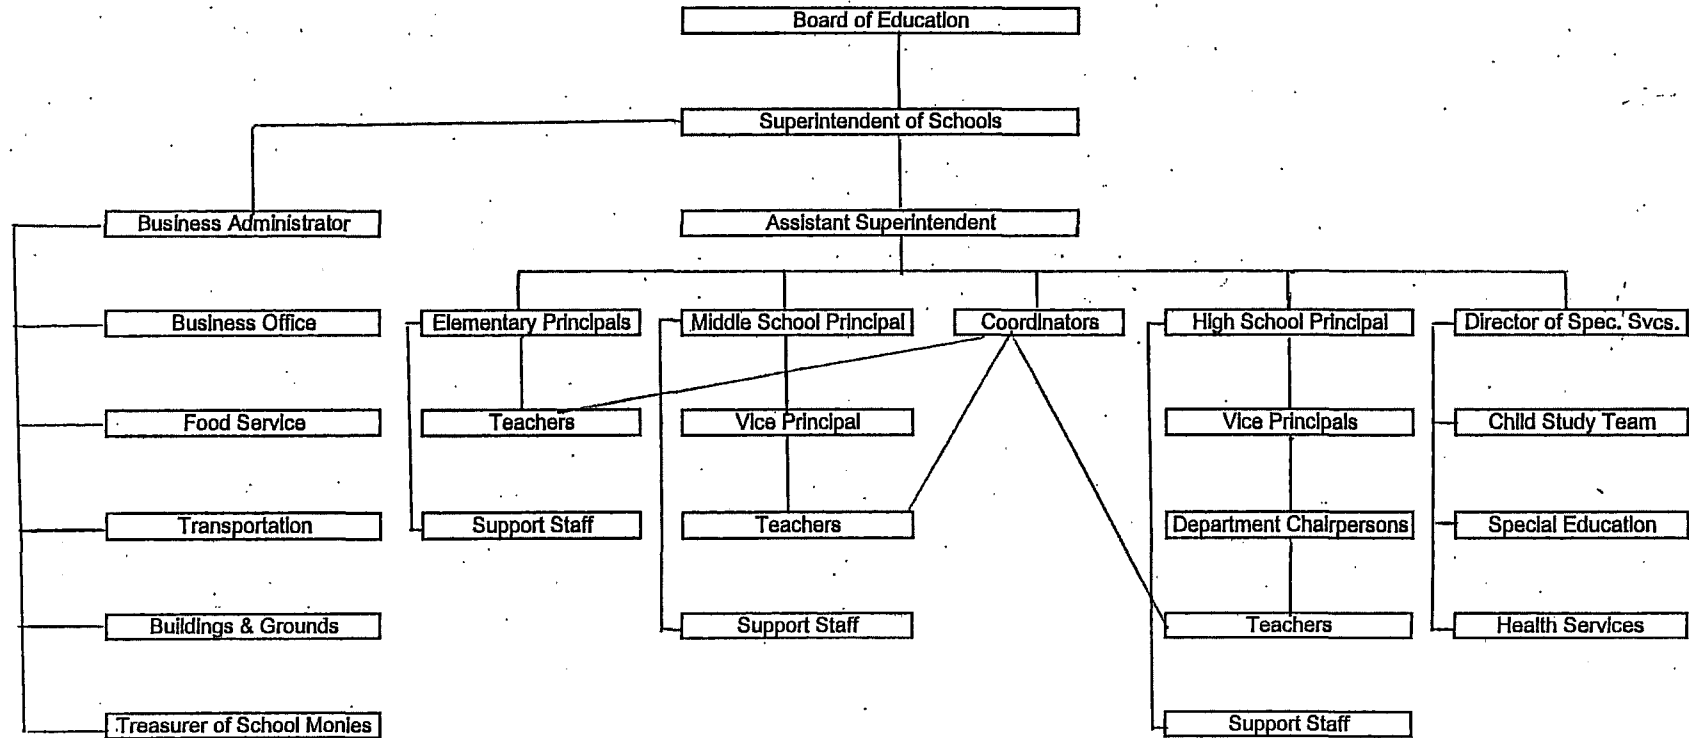 Board of Education
Superintendent of Schools
Business Administrator
Assistant Superintendent
Business Office
Elementary Principals
Middle School Principal
Coordinators
High School Principal
Director of Spec. Svcs.
Food Service
Teachers
Vice Principal
Vice Principals
Child Study Team
Transportation
Support Staff
Teachers
Department Chairpersons
Special Education
Buildings & Grounds
Support Staff
Teachers
Health Services
Treasurer of School Monies
Support Staff